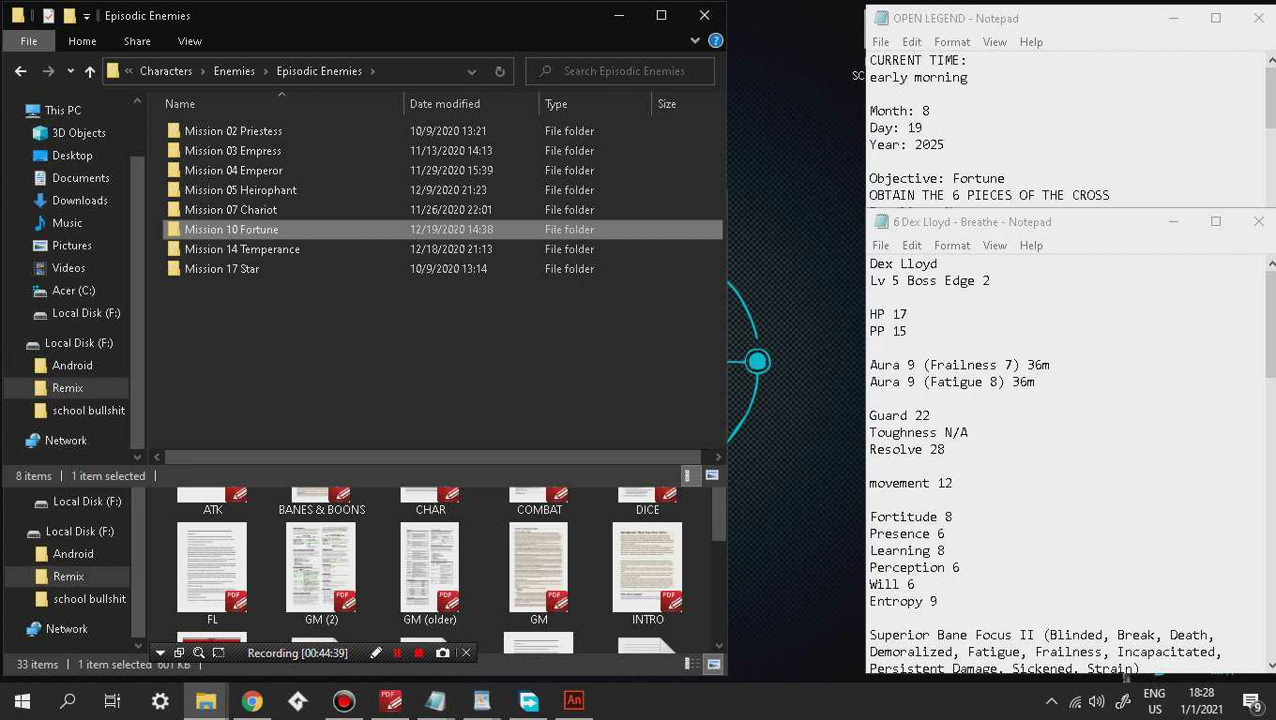 Episodic Enemies
File Home Share View
Characters Enemies Episodic Enemies
Search Episodic Enemies
Name Date modified Type Size
This PC
3D Objects
Desktop
Documents
Downloads
Music
Pictures
Videos
Acer (C:)
Local Disk (F:)
Local Disk (F:)
Android
Remix
school bullshit
Network
Mission 02 Priestess 10/9/2020 13:21 File folder
Mission 03 Empress 11/13/2020 14:13 File folder
Mission 04 Emperor 11/29/2020 15:39 File folder
Mission 05 Heirophant 12/9/2020 21:23 File folder
Mission 07 Chariot 11/26/2020 22:01 File folder
Mission 10 Fortune 12/19/2020 14:38 File folder
Mission 14 Temperance 12/18/2020 21:13 File folder
Mission 17 Star 10/9/2020 13:14 File folder
8 items 1 item selected
Local Disk (F:)
Local Disk (F:)
Android
Remix
school bullshit
Network
ATK BANES & BOONS CHAR COMBAT DICE
PDF PDF PDF PDF PDF
FL GM (2) GM (older) GM INTRO
Recording [00:44:39]
33 items 1 item selected 601 KB
SC
OPEN LEGEND - Notepad
File Edit Format View Help
CURRENT TIME:
early morning
Month: 8
Day: 19
Year: 2025
Objective: Fortune
OBTAIN THE 6 PIECES OF THE CROSS
6 Dex Lloyd - Breathe - Notepad
File Edit Format View Help
Dex Lloyd
Lv 5 Boss Edge 2
HP 17
PP 15
Aura 9 (Frailness 7) 36m
Aura 9 (Fatigue 8) 36m
Guard 22
Toughness N/A
Resolve 28
movement 12
Fortitude 8
Presence 6
Learning 8
Perception 6
Will 6
Entropy 9
Superior Bane Focus II (Blinded, Break, Death,
Demoralized, Fatigue, Frailness, Incapacitated,
Persistent Damage, Sickened, Strain)
PDF An
ENG
US
18:28
1/1/2021
9